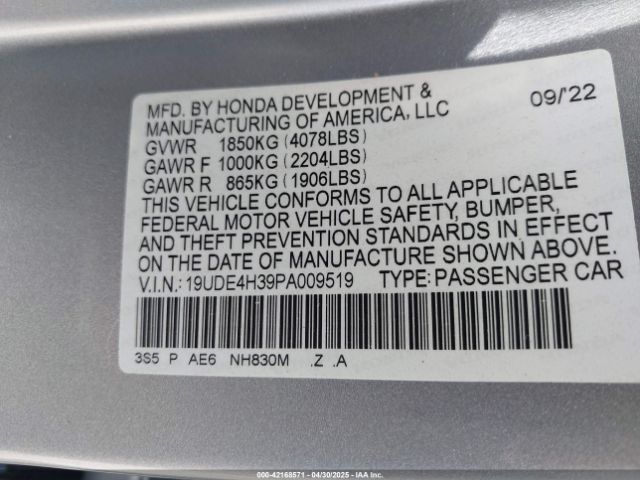 MFD. BY HONDA DEVELOPMENT &
MANUFACTURING OF AMERICA, LLC 09/'22
GVWR 1850KG (4078LBS)
GAWR F 1000KG (2204LBS)
GAWR R 865KG (1906LBS)
THIS VEHICLE CONFORMS TO ALL APPLICABLE
FEDERAL MOTOR VEHICLE SAFETY, BUMPER,
AND THEFT PREVENTION STANDARDS IN EFFECT
ON THE DATE OF MANUFACTURE SHOWN ABOVE.
V.I.N.: 19UDE4H39PA009519 TYPE: PASSENGER CAR
3S5 P AE6 NH830M .Z .A
000-42168571 - 04/30/2025 - IAA Inc.